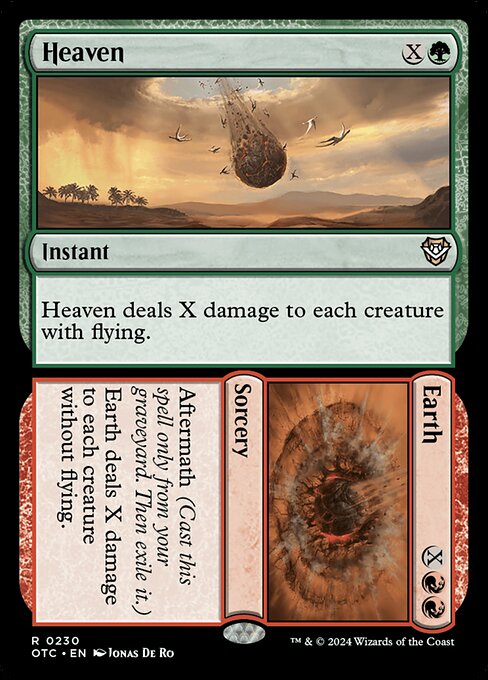 Heaven X
Instant
Heaven deals X damage to each creature
with flying.
Earth X
Sorcery
Aftermath (Cast this
spell only from your
graveyard. Then exile it.)
Earth deals X damage
to each creature
without flying.
R 0230
OTC • EN Jonas De Ro
™ & © 2024 Wizards of the Coast